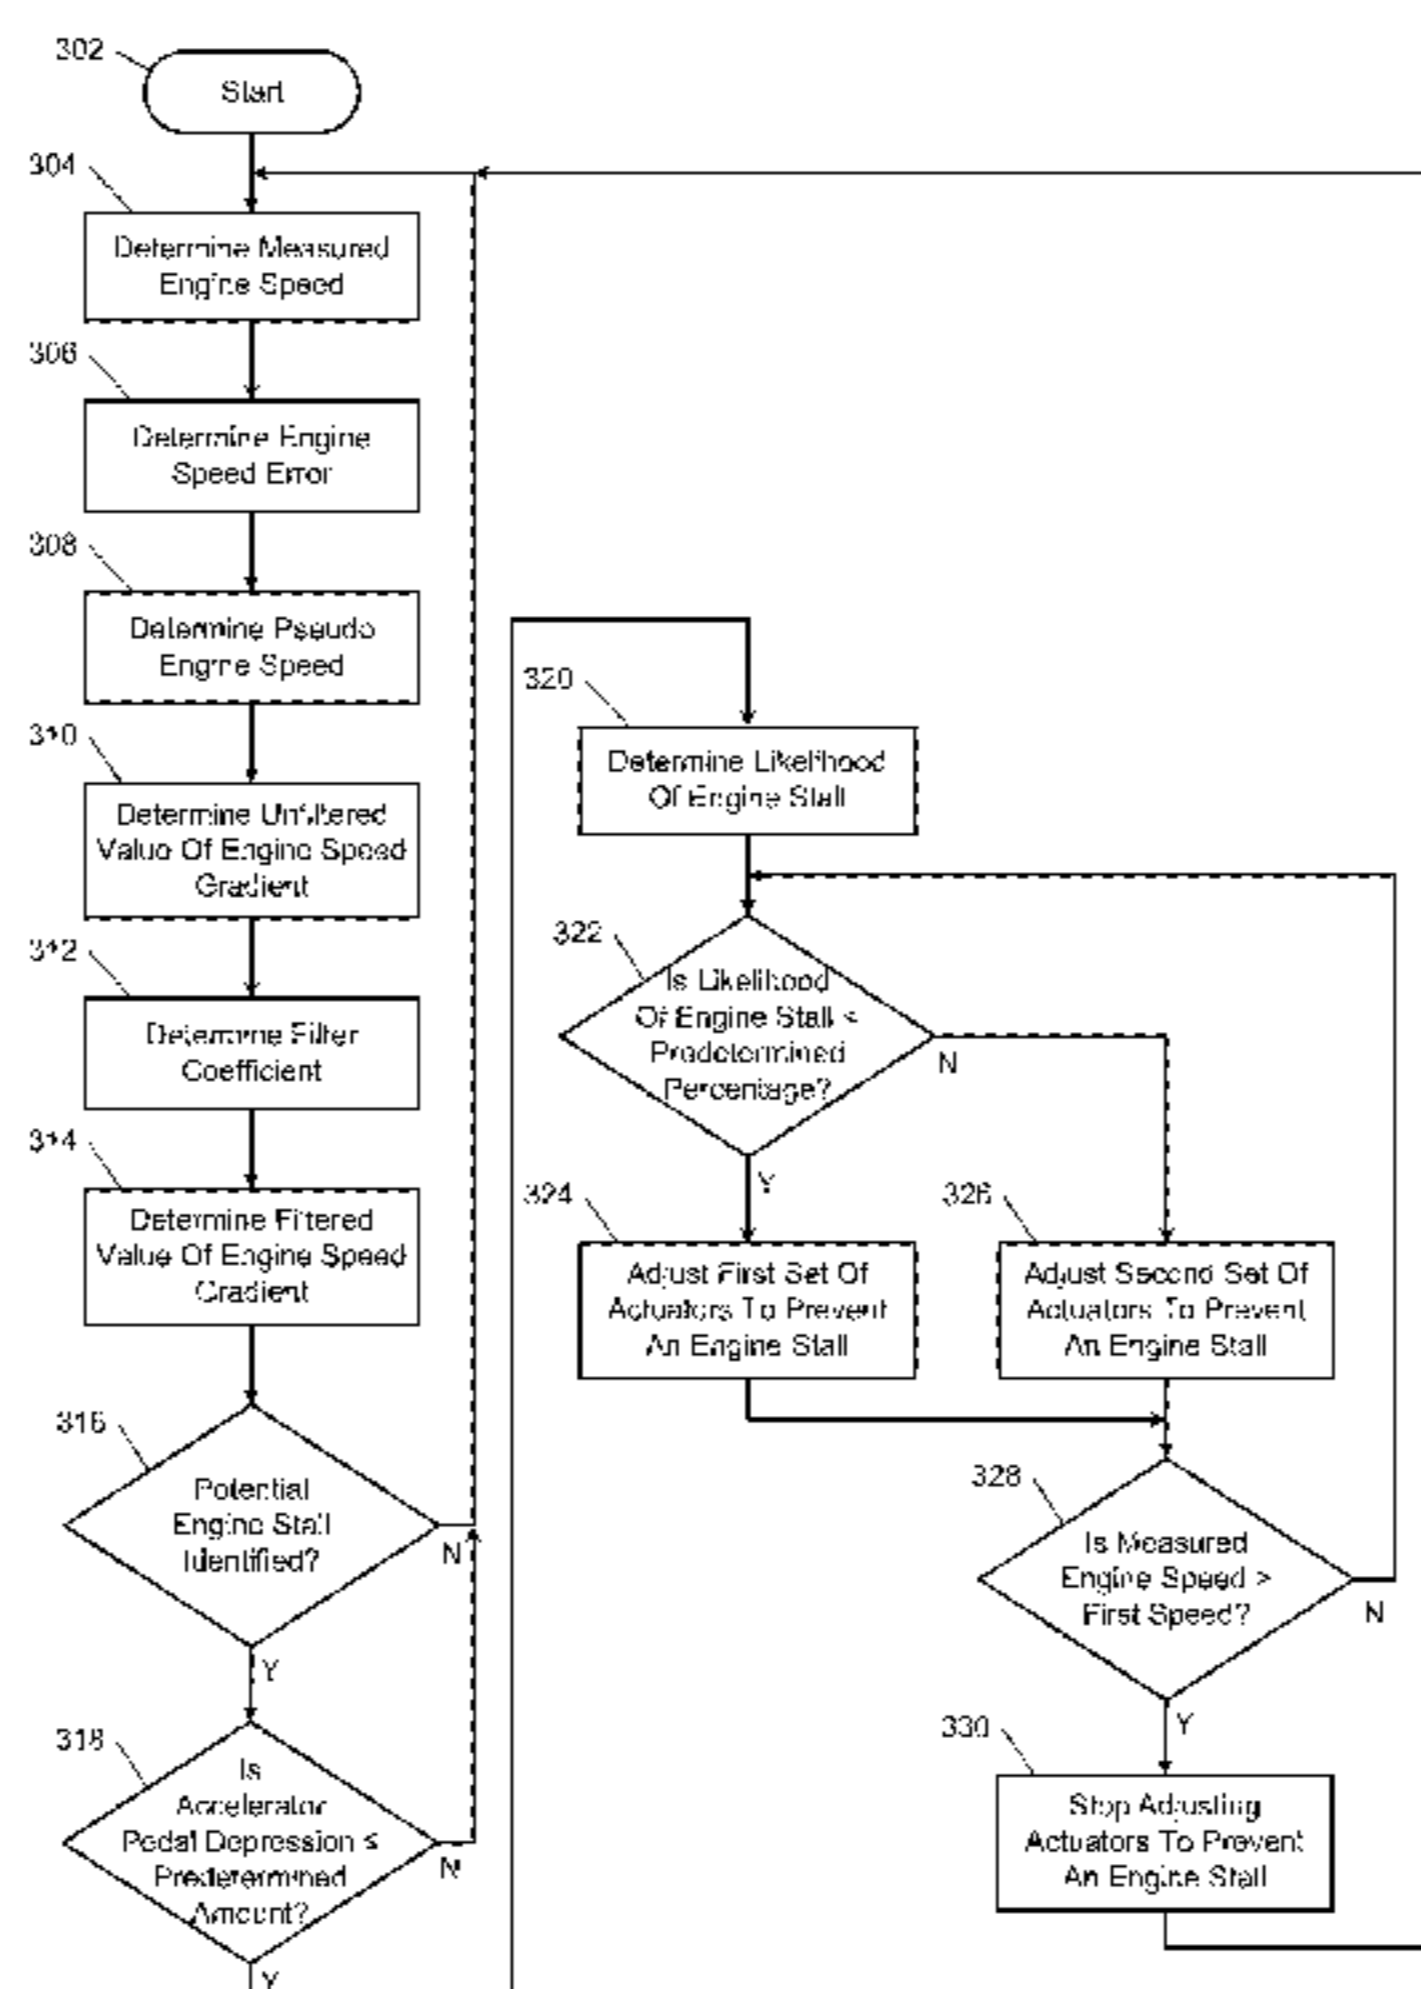 302
Start
304
Determine Measured
Engine Speed
306
Determine Engine
Speed Error
308
Determine Pseudo
Engine Speed
310
Determine Unfiltered
Value Of Engine Speed
Gradient
312
Determine Filter
Coefficient
314
Determine Filtered
Value Of Engine Speed
Gradient
316
Potential
Engine Stall
Identified?
N
Y
318
Is
Accelerator
Pedal Depression ≤
Predetermined
Amount?
N
Y
320
Determine Likelihood
Of Engine Stall
322
Is Likelihood
Of Engine Stall <
Predetermined
Percentage?
N
Y
324
Adjust First Set Of
Actuators To Prevent
An Engine Stall
326
Adjust Second Set Of
Actuators To Prevent
An Engine Stall
328
Is Measured
Engine Speed >
First Speed?
N
Y
330
Stop Adjusting
Actuators To Prevent
An Engine Stall